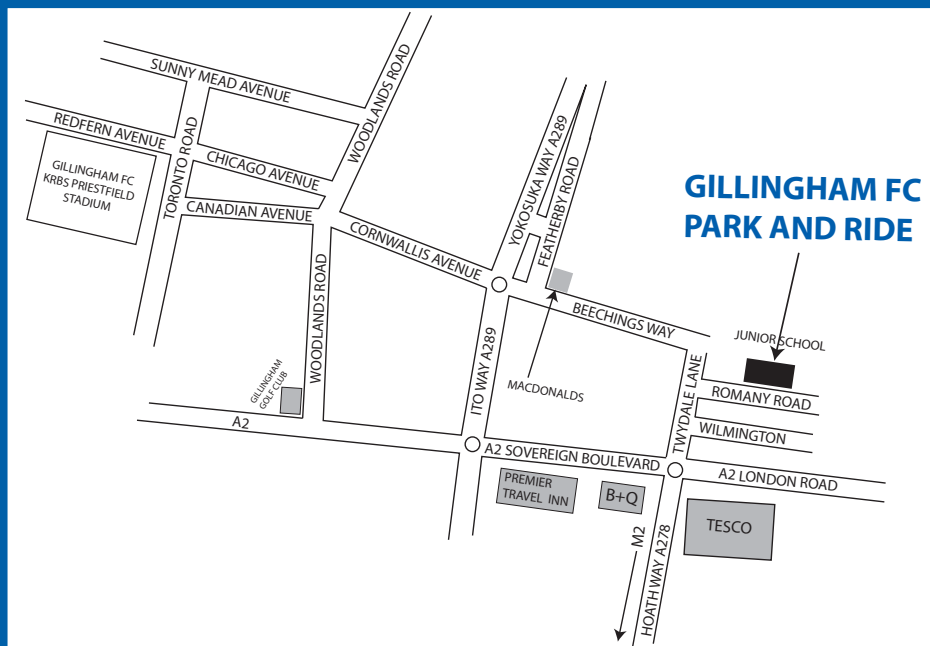 SUNNY MEAD AVENUE
WOODLANDS ROAD
REDFERN AVENUE
TORONTO ROAD
CHICAGO AVENUE
GILLINGHAM FC
KRBS PRIESTFIELD
STADIUM
CANADIAN AVENUE
CORNWALLIS AVENUE
YOKOSUKA WAY A289
FEATHERBY ROAD
GILLINGHAM FC
PARK AND RIDE
WOODLANDS ROAD
BEECHINGS WAY
JUNIOR SCHOOL
ITO WAY A289
MACDONALDS
TWYDALE LANE
ROMANY ROAD
GILLINGHAM
GOLF CLUB
A2
WILMINGTON
A2 SOVEREIGN BOULEVARD
A2 LONDON ROAD
PREMIER
TRAVEL INN
B+Q
TESCO
M2
HOATH WAY A278